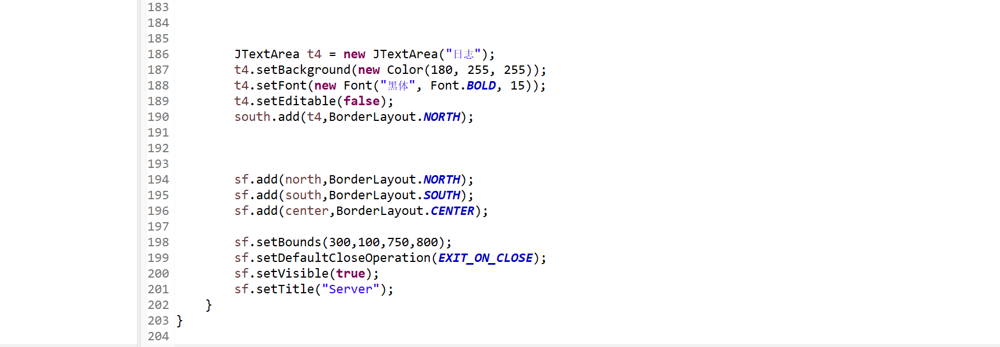 183
184
185
186 JTextArea t4 = new JTextArea("日志");
187 t4.setBackground(new Color(180, 255, 255));
188 t4.setFont(new Font("黑体", Font.BOLD, 15));
189 t4.setEditable(false);
190 south.add(t4,BorderLayout.NORTH);
191
192
193
194 sf.add(north,BorderLayout.NORTH);
195 sf.add(south,BorderLayout.SOUTH);
196 sf.add(center,BorderLayout.CENTER);
197
198 sf.setBounds(300,100,750,800);
199 sf.setDefaultCloseOperation(EXIT_ON_CLOSE);
200 sf.setVisible(true);
201 sf.setTitle("Server");
202 }
203 }
204